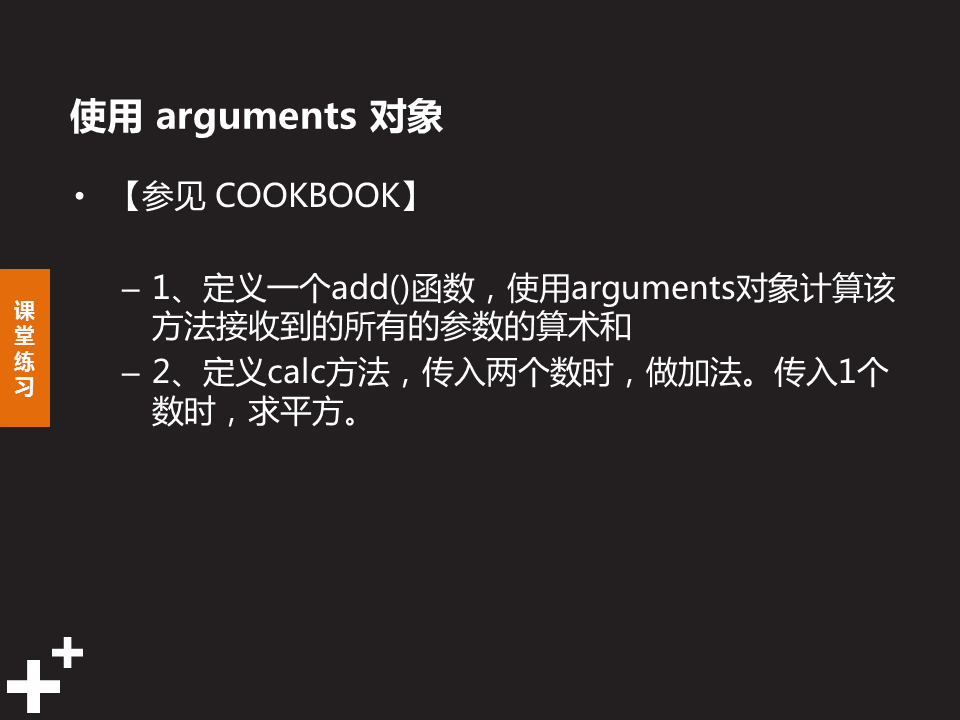 使用 arguments 对象
• 【参见 COOKBOOK】
– 1、定义一个add()函数，使用arguments对象计算该
方法接收到的所有的参数的算术和
– 2、定义calc方法，传入两个数时，做加法。传入1个
数时，求平方。
课
堂
练
习